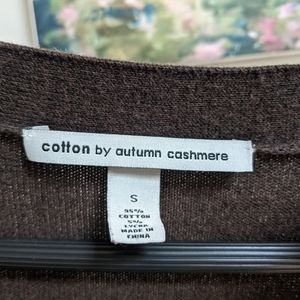 cotton by autumn cashmere
S
95%
COTTON
5%
LYCRA
MADE IN
CHINA